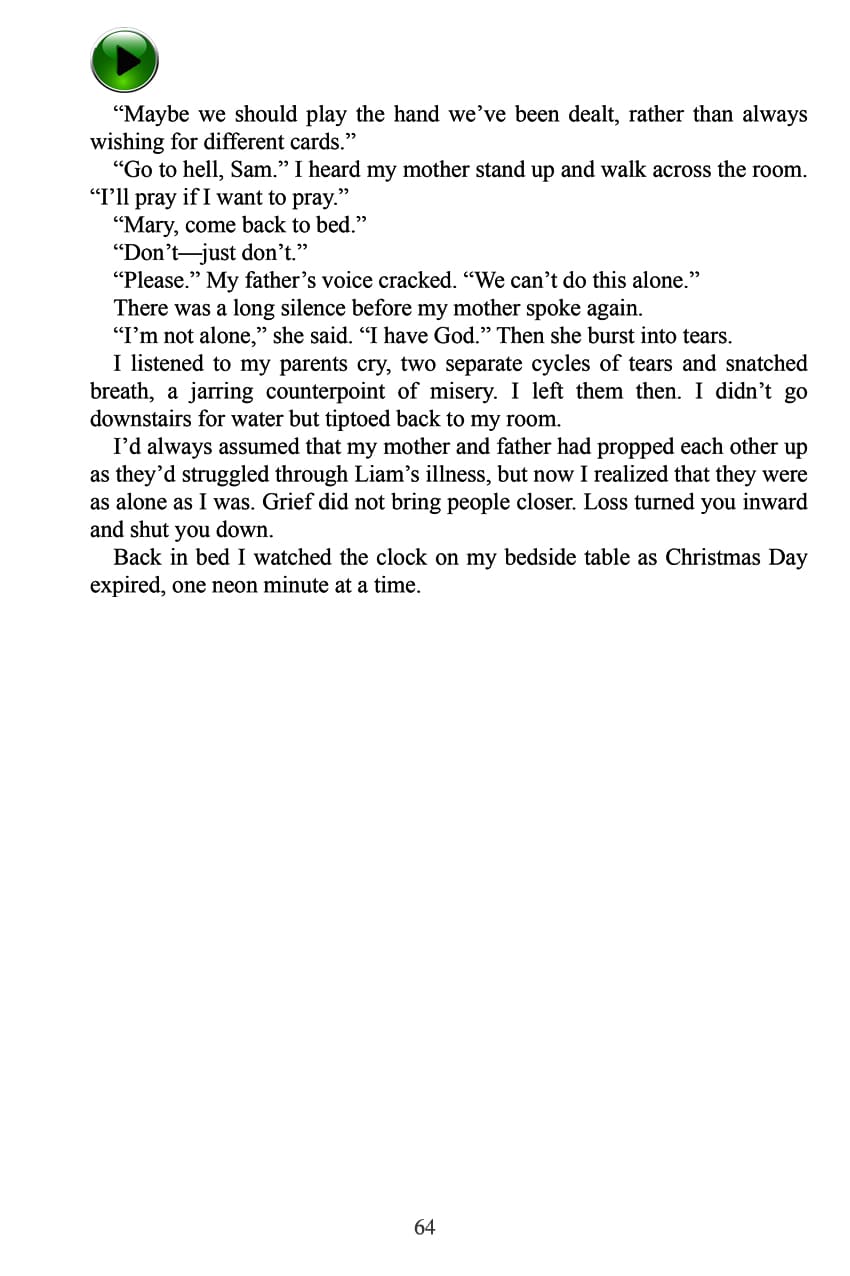 “Maybe we should play the hand we’ve been dealt, rather than always
wishing for different cards.”
“Go to hell, Sam.” I heard my mother stand up and walk across the room.
“I’ll pray if I want to pray.”
“Mary, come back to bed.”
“Don’t—just don’t.”
“Please.” My father’s voice cracked. “We can’t do this alone.”
There was a long silence before my mother spoke again.
“I’m not alone,” she said. “I have God.” Then she burst into tears.
I listened to my parents cry, two separate cycles of tears and snatched
breath, a jarring counterpoint of misery. I left them then. I didn’t go
downstairs for water but tiptoed back to my room.
I’d always assumed that my mother and father had propped each other up
as they’d struggled through Liam’s illness, but now I realized that they were
as alone as I was. Grief did not bring people closer. Loss turned you inward
and shut you down.
Back in bed I watched the clock on my bedside table as Christmas Day
expired, one neon minute at a time.
64